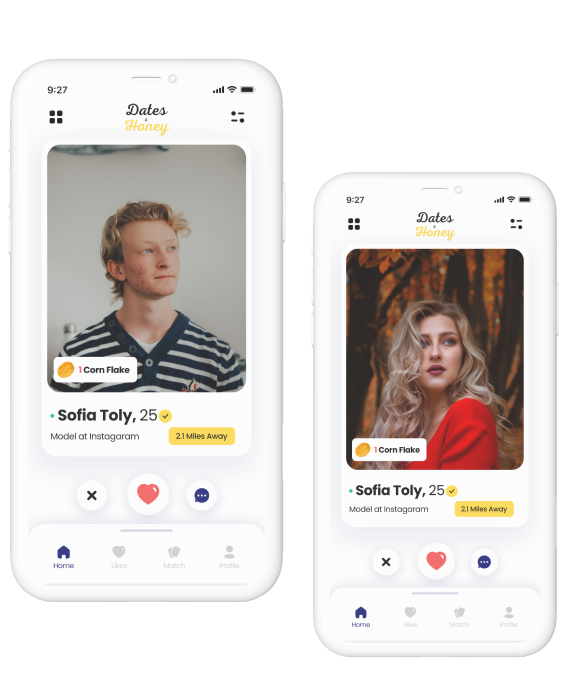 9:27
Dates
&
Honey
1 Corn Flake
Sofia Toly, 25
Model at Instagaram
2.1 Miles Away
Home
Likes
Match
Profile
9:27
Dates
&
Honey
1 Corn Flake
Sofia Toly, 25
Model at Instagaram
2.1 Miles Away
Home
Likes
Match
Profile